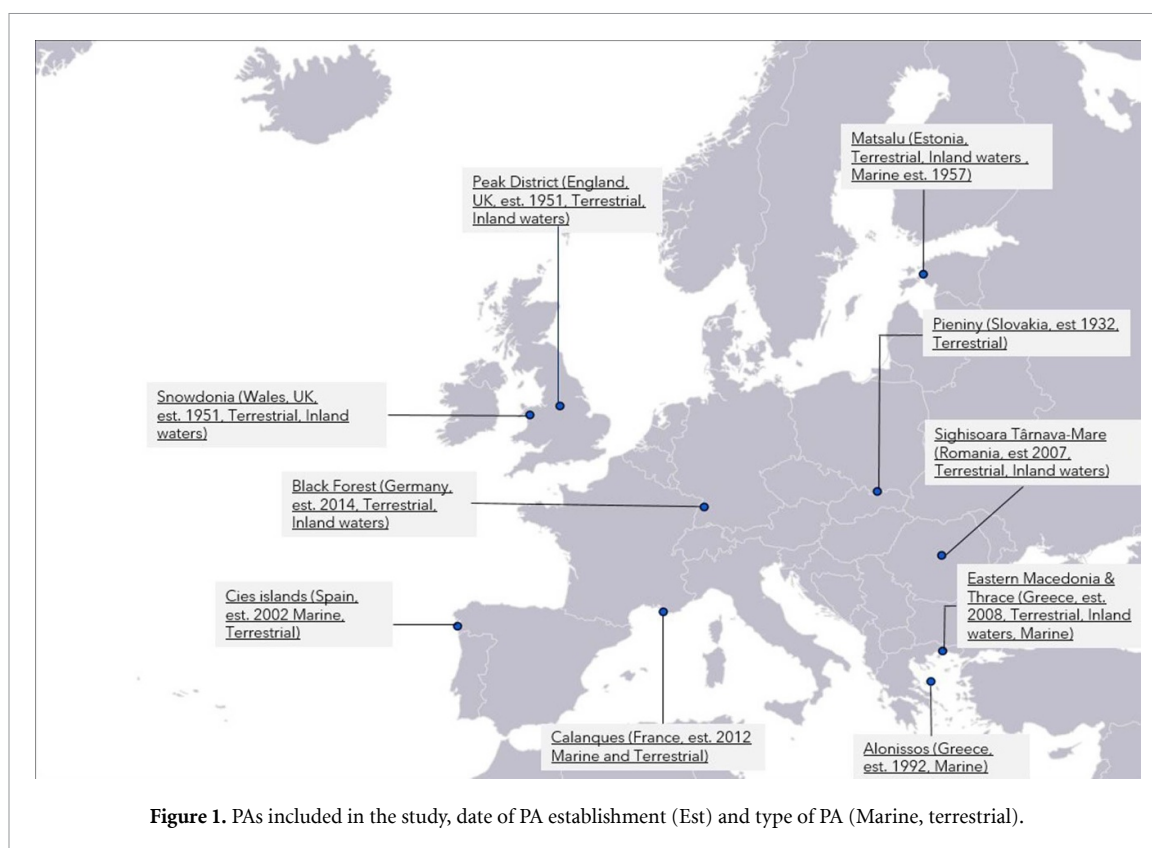 Matsalu (Estonia,
Terrestrial, Inland waters ,
Marine est. 1957)
Peak District (England,
UK, est. 1951, Terrestrial,
Inland waters)
Pieniny (Slovakia, est 1932,
Terrestrial)
Snowdonia (Wales, UK,
est. 1951, Terrestrial, Inland
waters)
Sighisoara Târnava-Mare
(Romania, est 2007,
Terrestrial, Inland waters)
Black Forest (Germany,
est. 2014, Terrestrial,
Inland waters)
Eastern Macedonia &
Thrace (Greece, est.
2008, Terrestrial, Inland
waters, Marine)
Cies islands (Spain,
est. 2002 Marine,
Terrestrial)
Calanques (France, est. 2012
Marine and Terrestrial)
Alonissos (Greece,
est. 1992, Marine)
Figure 1. PAs included in the study, date of PA establishment (Est) and type of PA (Marine, terrestrial).